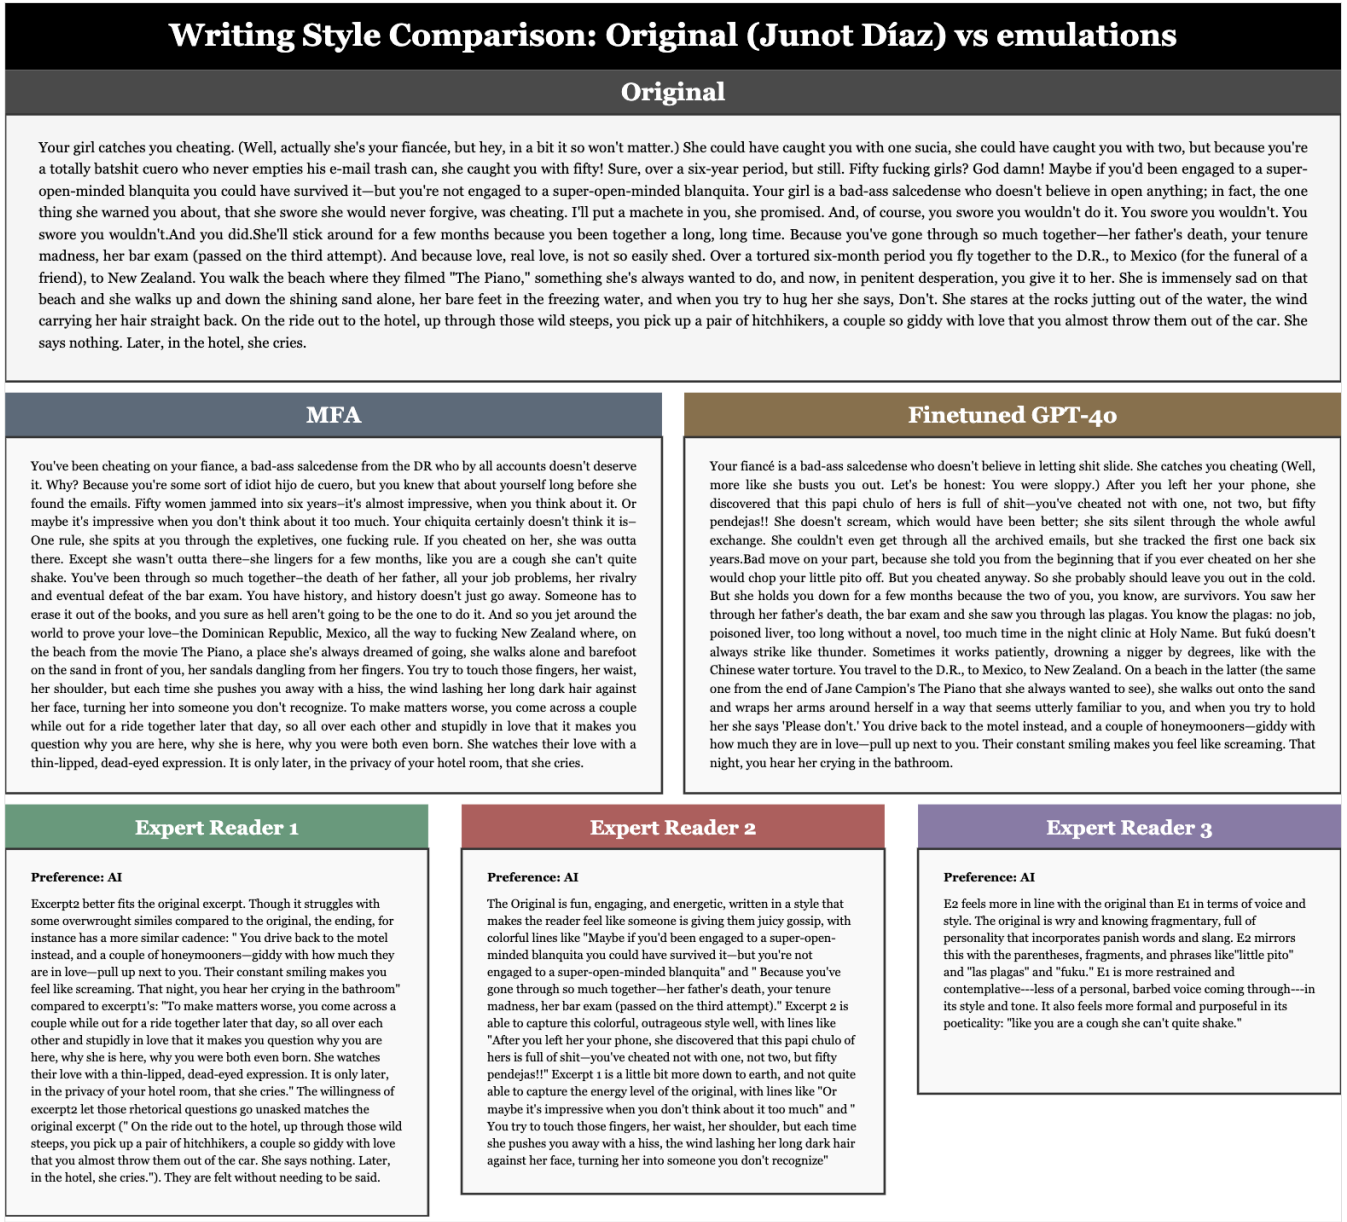 Writing Style Comparison: Original (Junot Díaz) vs emulations
Original
Your girl catches you cheating. (Well, actually she's your fiancée, but hey, in a bit it so won't matter.) She could have caught you with one sucia, she could have caught you with two, but because you're
a totally batshit cuero who never empties his e-mail trash can, she caught you with fifty! Sure, over a six-year period, but still. Fifty fucking girls? God damn! Maybe if you'd been engaged to a super-
open-minded blanquita you could have survived it—but you're not engaged to a super-open-minded blanquita. Your girl is a bad-ass salcedense who doesn't believe in open anything; in fact, the one
thing she warned you about, that she swore she would never forgive, was cheating. I'll put a machete in you, she promised. And, of course, you swore you wouldn't do it. You swore you wouldn't. You
swore you wouldn't.And you did.She'll stick around for a few months because you been together a long, long time. Because you've gone through so much together—her father's death, your tenure
madness, her bar exam (passed on the third attempt). And because love, real love, is not so easily shed. Over a tortured six-month period you fly together to the D.R., to Mexico (for the funeral of a
friend), to New Zealand. You walk the beach where they filmed "The Piano," something she's always wanted to do, and now, in penitent desperation, you give it to her. She is immensely sad on that
beach and she walks up and down the shining sand alone, her bare feet in the freezing water, and when you try to hug her she says, Don't. She stares at the rocks jutting out of the water, the wind
carrying her hair straight back. On the ride out to the hotel, up through those wild steeps, you pick up a pair of hitchhikers, a couple so giddy with love that you almost throw them out of the car. She
says nothing. Later, in the hotel, she cries.
MFA
You've been cheating on your fiance, a bad-ass salcedense from the DR who by all accounts doesn't deserve
it. Why? Because you're some sort of idiot hijo de cuero, but you knew that about yourself long before she
found the emails. Fifty women jammed into six years–it's almost impressive, when you think about it. Or
maybe it's impressive when you don't think about it too much. Your chiquita certainly doesn't think it is–
One rule, she spits at you through the expletives, one fucking rule. If you cheated on her, she was outta
there. Except she wasn't outta there–she lingers for a few months, like you are a cough she can't quite
shake. You've been through so much together–the death of her father, all your job problems, her rivalry
and eventual defeat of the bar exam. You have history, and history doesn't just go away. Someone has to
erase it out of the books, and you sure as hell aren't going to be the one to do it. And so you jet around the
world to prove your love–the Dominican Republic, Mexico, all the way to fucking New Zealand where, on
the beach from the movie The Piano, a place she's always dreamed of going, she walks alone and barefoot
on the sand in front of you, her sandals dangling from her fingers. You try to touch those fingers, her waist,
her shoulder, but each time she pushes you away with a hiss, the wind lashing her long dark hair against
her face, turning her into someone you don't recognize. To make matters worse, you come across a couple
while out for a ride together later that day, so all over each other and stupidly in love that it makes you
question why you are here, why she is here, why you were both even born. She watches their love with a
thin-lipped, dead-eyed expression. It is only later, in the privacy of your hotel room, that she cries.
Finetuned GPT-4o
Your fiancé is a bad-ass salcedense who doesn't believe in letting shit slide. She catches you cheating (Well,
more like she busts you out. Let's be honest: You were sloppy.) After you left her your phone, she
discovered that this papi chulo of hers is full of shit—you've cheated not with one, not two, but fifty
pendejas!! She doesn't scream, which would have been better; she sits silent through the whole awful
exchange. She couldn't even get through all the archived emails, but she tracked the first one back six
years.Bad move on your part, because she told you from the beginning that if you ever cheated on her she
would chop your little pito off. But you cheated anyway. So she probably should leave you out in the cold.
But she holds you down for a few months because the two of you, you know, are survivors. You saw her
through her father's death, the bar exam and she saw you through las plagas. You know the plagas: no job,
poisoned liver, too long without a novel, too much time in the night clinic at Holy Name. But fukú doesn't
always strike like thunder. Sometimes it works patiently, drowning a nigger by degrees, like with the
Chinese water torture. You travel to the D.R., to Mexico, to New Zealand. On a beach in the latter (the same
one from the end of Jane Campion's The Piano that she always wanted to see), she walks out onto the sand
and wraps her arms around herself in a way that seems utterly familiar to you, and when you try to hold
her she says 'Please don't.' You drive back to the motel instead, and a couple of honeymooners—giddy with
how much they are in love—pull up next to you. Their constant smiling makes you feel like screaming. That
night, you hear her crying in the bathroom.
Expert Reader 1
Preference: AI
Excerpt2 better fits the original excerpt. Though it struggles with
some overwrought similes compared to the original, the ending, for
instance has a more similar cadence: " You drive back to the motel
instead, and a couple of honeymooners—giddy with how much they
are in love—pull up next to you. Their constant smiling makes you
feel like screaming. That night, you hear her crying in the bathroom"
compared to excerpt1's: "To make matters worse, you come across a
couple while out for a ride together later that day, so all over each
other and stupidly in love that it makes you question why you are
here, why she is here, why you were both even born. She watches
their love with a thin-lipped, dead-eyed expression. It is only later,
in the privacy of your hotel room, that she cries." The willingness of
excerpt2 let those rhetorical questions go unasked matches the
original excerpt (" On the ride out to the hotel, up through those wild
steeps, you pick up a pair of hitchhikers, a couple so giddy with love
that you almost throw them out of the car. She says nothing. Later,
in the hotel, she cries."). They are felt without needing to be said.
Expert Reader 2
Preference: AI
The Original is fun, engaging, and energetic, written in a style that
makes the reader feel like someone is giving them juicy gossip, with
colorful lines like "Maybe if you'd been engaged to a super-open-
minded blanquita you could have survived it—but you're not
engaged to a super-open-minded blanquita" and " Because you've
gone through so much together—her father's death, your tenure
madness, her bar exam (passed on the third attempt)." Excerpt 2 is
able to capture this colorful, outrageous style well, with lines like
"After you left her your phone, she discovered that this papi chulo of
hers is full of shit—you've cheated not with one, not two, but fifty
pendejas!!" Excerpt 1 is a little bit more down to earth, and not quite
able to capture the energy level of the original, with lines like "Or
maybe it's impressive when you don't think about it too much" and "
You try to touch those fingers, her waist, her shoulder, but each time
she pushes you away with a hiss, the wind lashing her long dark hair
against her face, turning her into someone you don't recognize"
Expert Reader 3
Preference: AI
E2 feels more in line with the original than E1 in terms of voice and
style. The original is wry and knowing fragmentary, full of
personality that incorporates panish words and slang. E2 mirrors
this with the parentheses, fragments, and phrases like"little pito"
and "las plagas" and "fuku." E1 is more restrained and
contemplative---less of a personal, barbed voice coming through---in
its style and tone. It also feels more formal and purposeful in its
poeticality: "like you are a cough she can't quite shake."